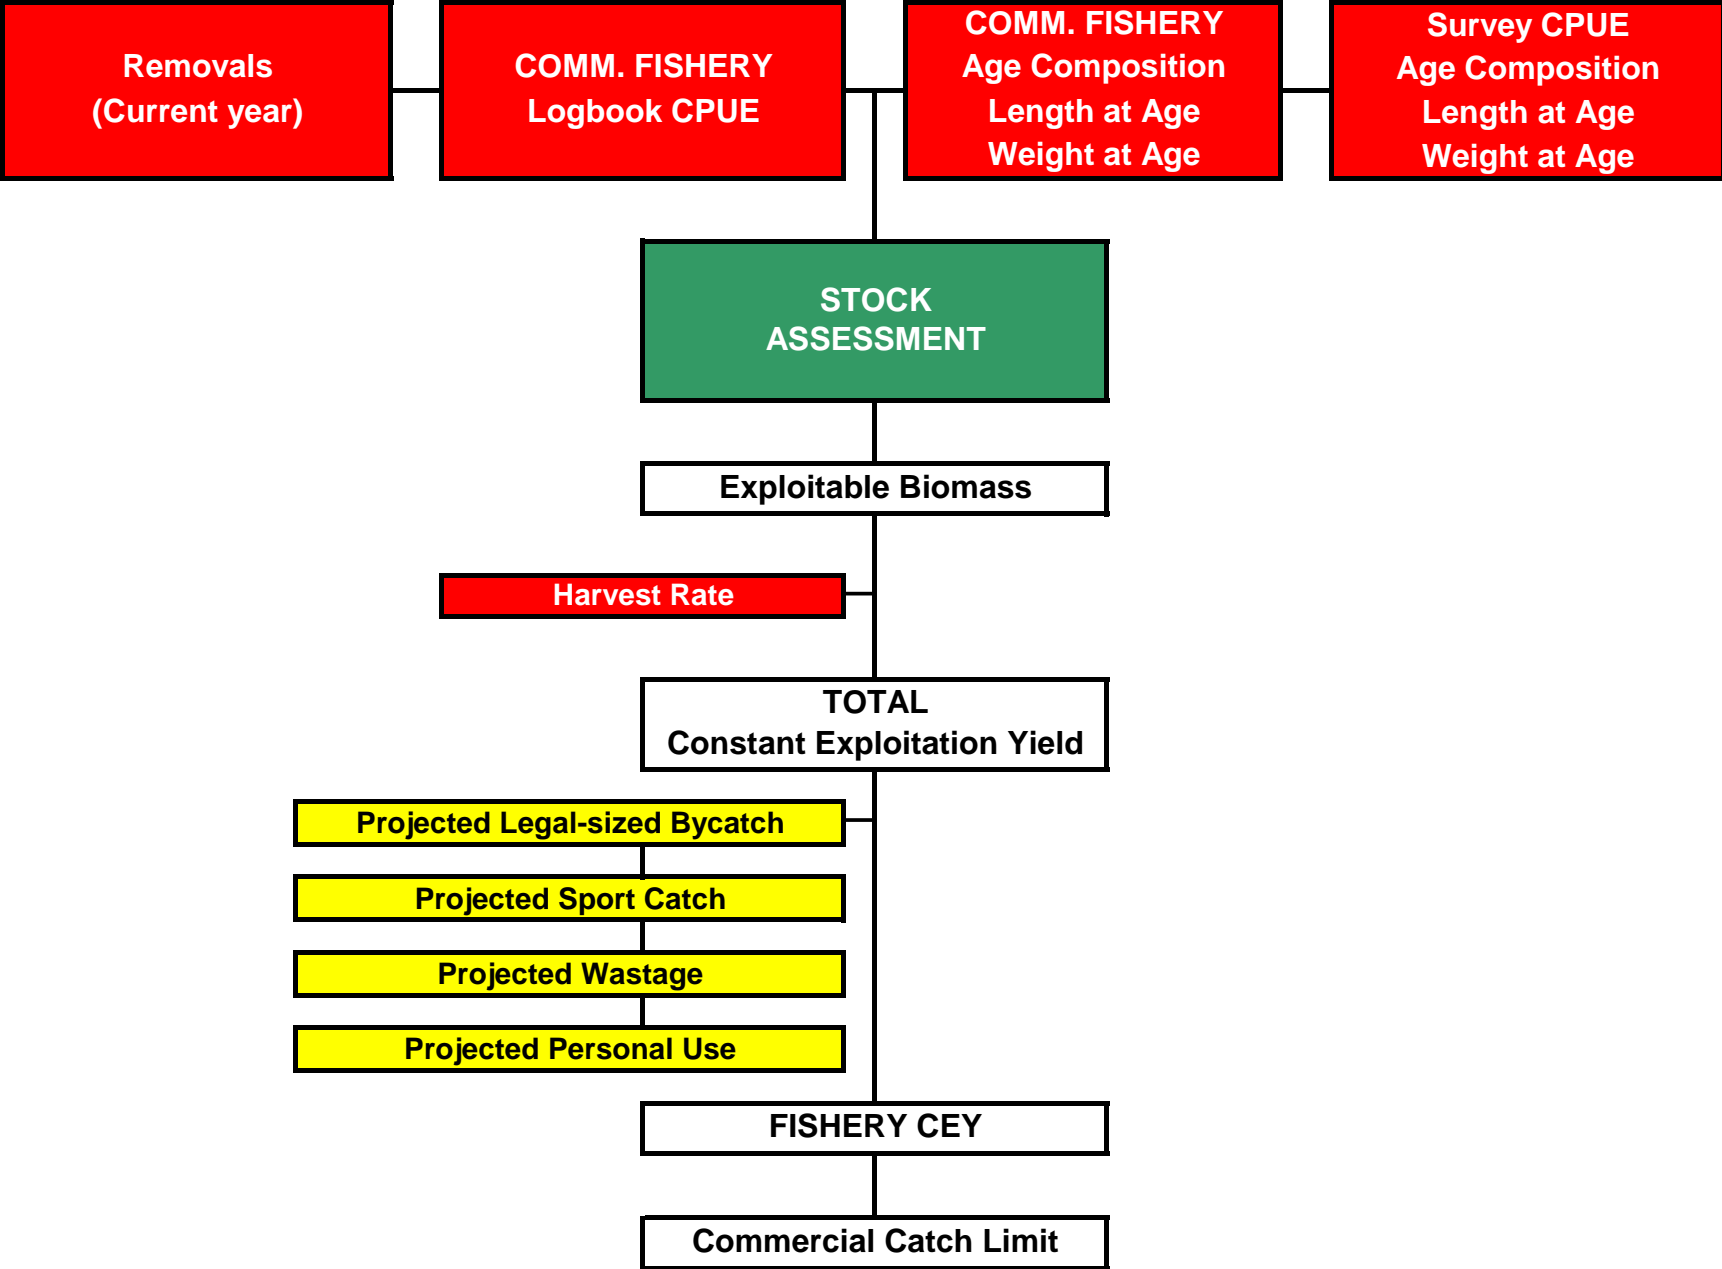 Removals
(Current year)
COMM. FISHERY
Logbook CPUE
COMM. FISHERY
Age Composition
Length at Age
Weight at Age
Survey CPUE
Age Composition
Length at Age
Weight at Age
STOCK
ASSESSMENT
Exploitable Biomass
Harvest Rate
TOTAL
Constant Exploitation Yield
Projected Legal-sized Bycatch
Projected Sport Catch
Projected Wastage
Projected Personal Use
FISHERY CEY
Commercial Catch Limit